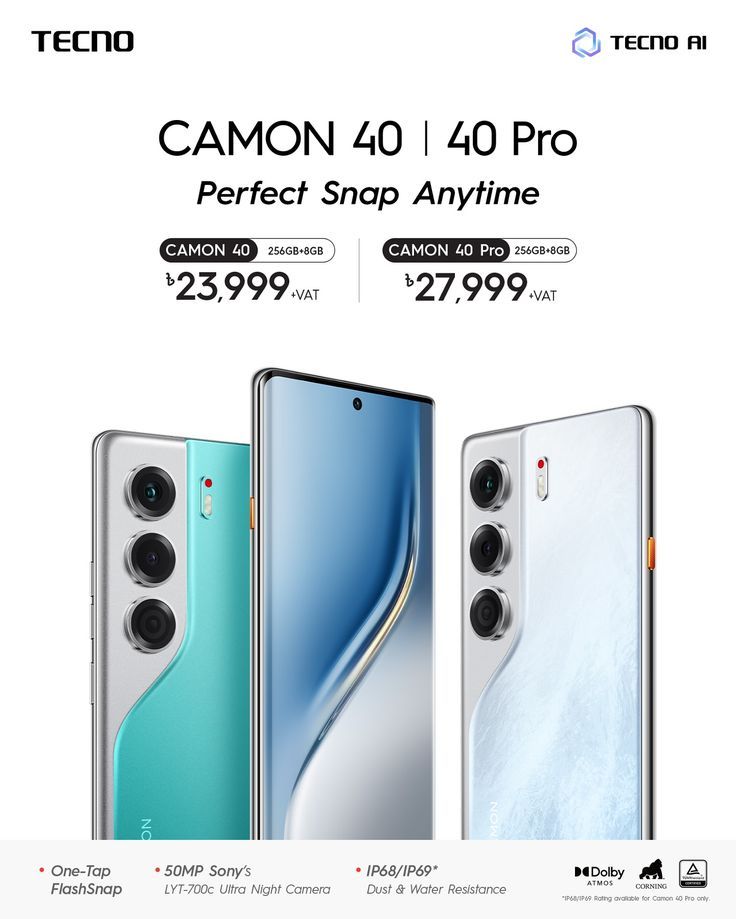 TECNO
TECNO AI
CAMON 40 | 40 Pro
Perfect Snap Anytime
CAMON 40 256GB+8GB
৳23,999 +VAT
CAMON 40 Pro 256GB+8GB
৳27,999 +VAT
• One-Tap
FlashSnap
• 50MP Sony's
LYT-700c Ultra Night Camera
• IP68/IP69*
Dust & Water Resistance
Dolby
ATMOS
CORNING
CERTIFIED
*IP68/IP69 Rating available for Camon 40 Pro only.